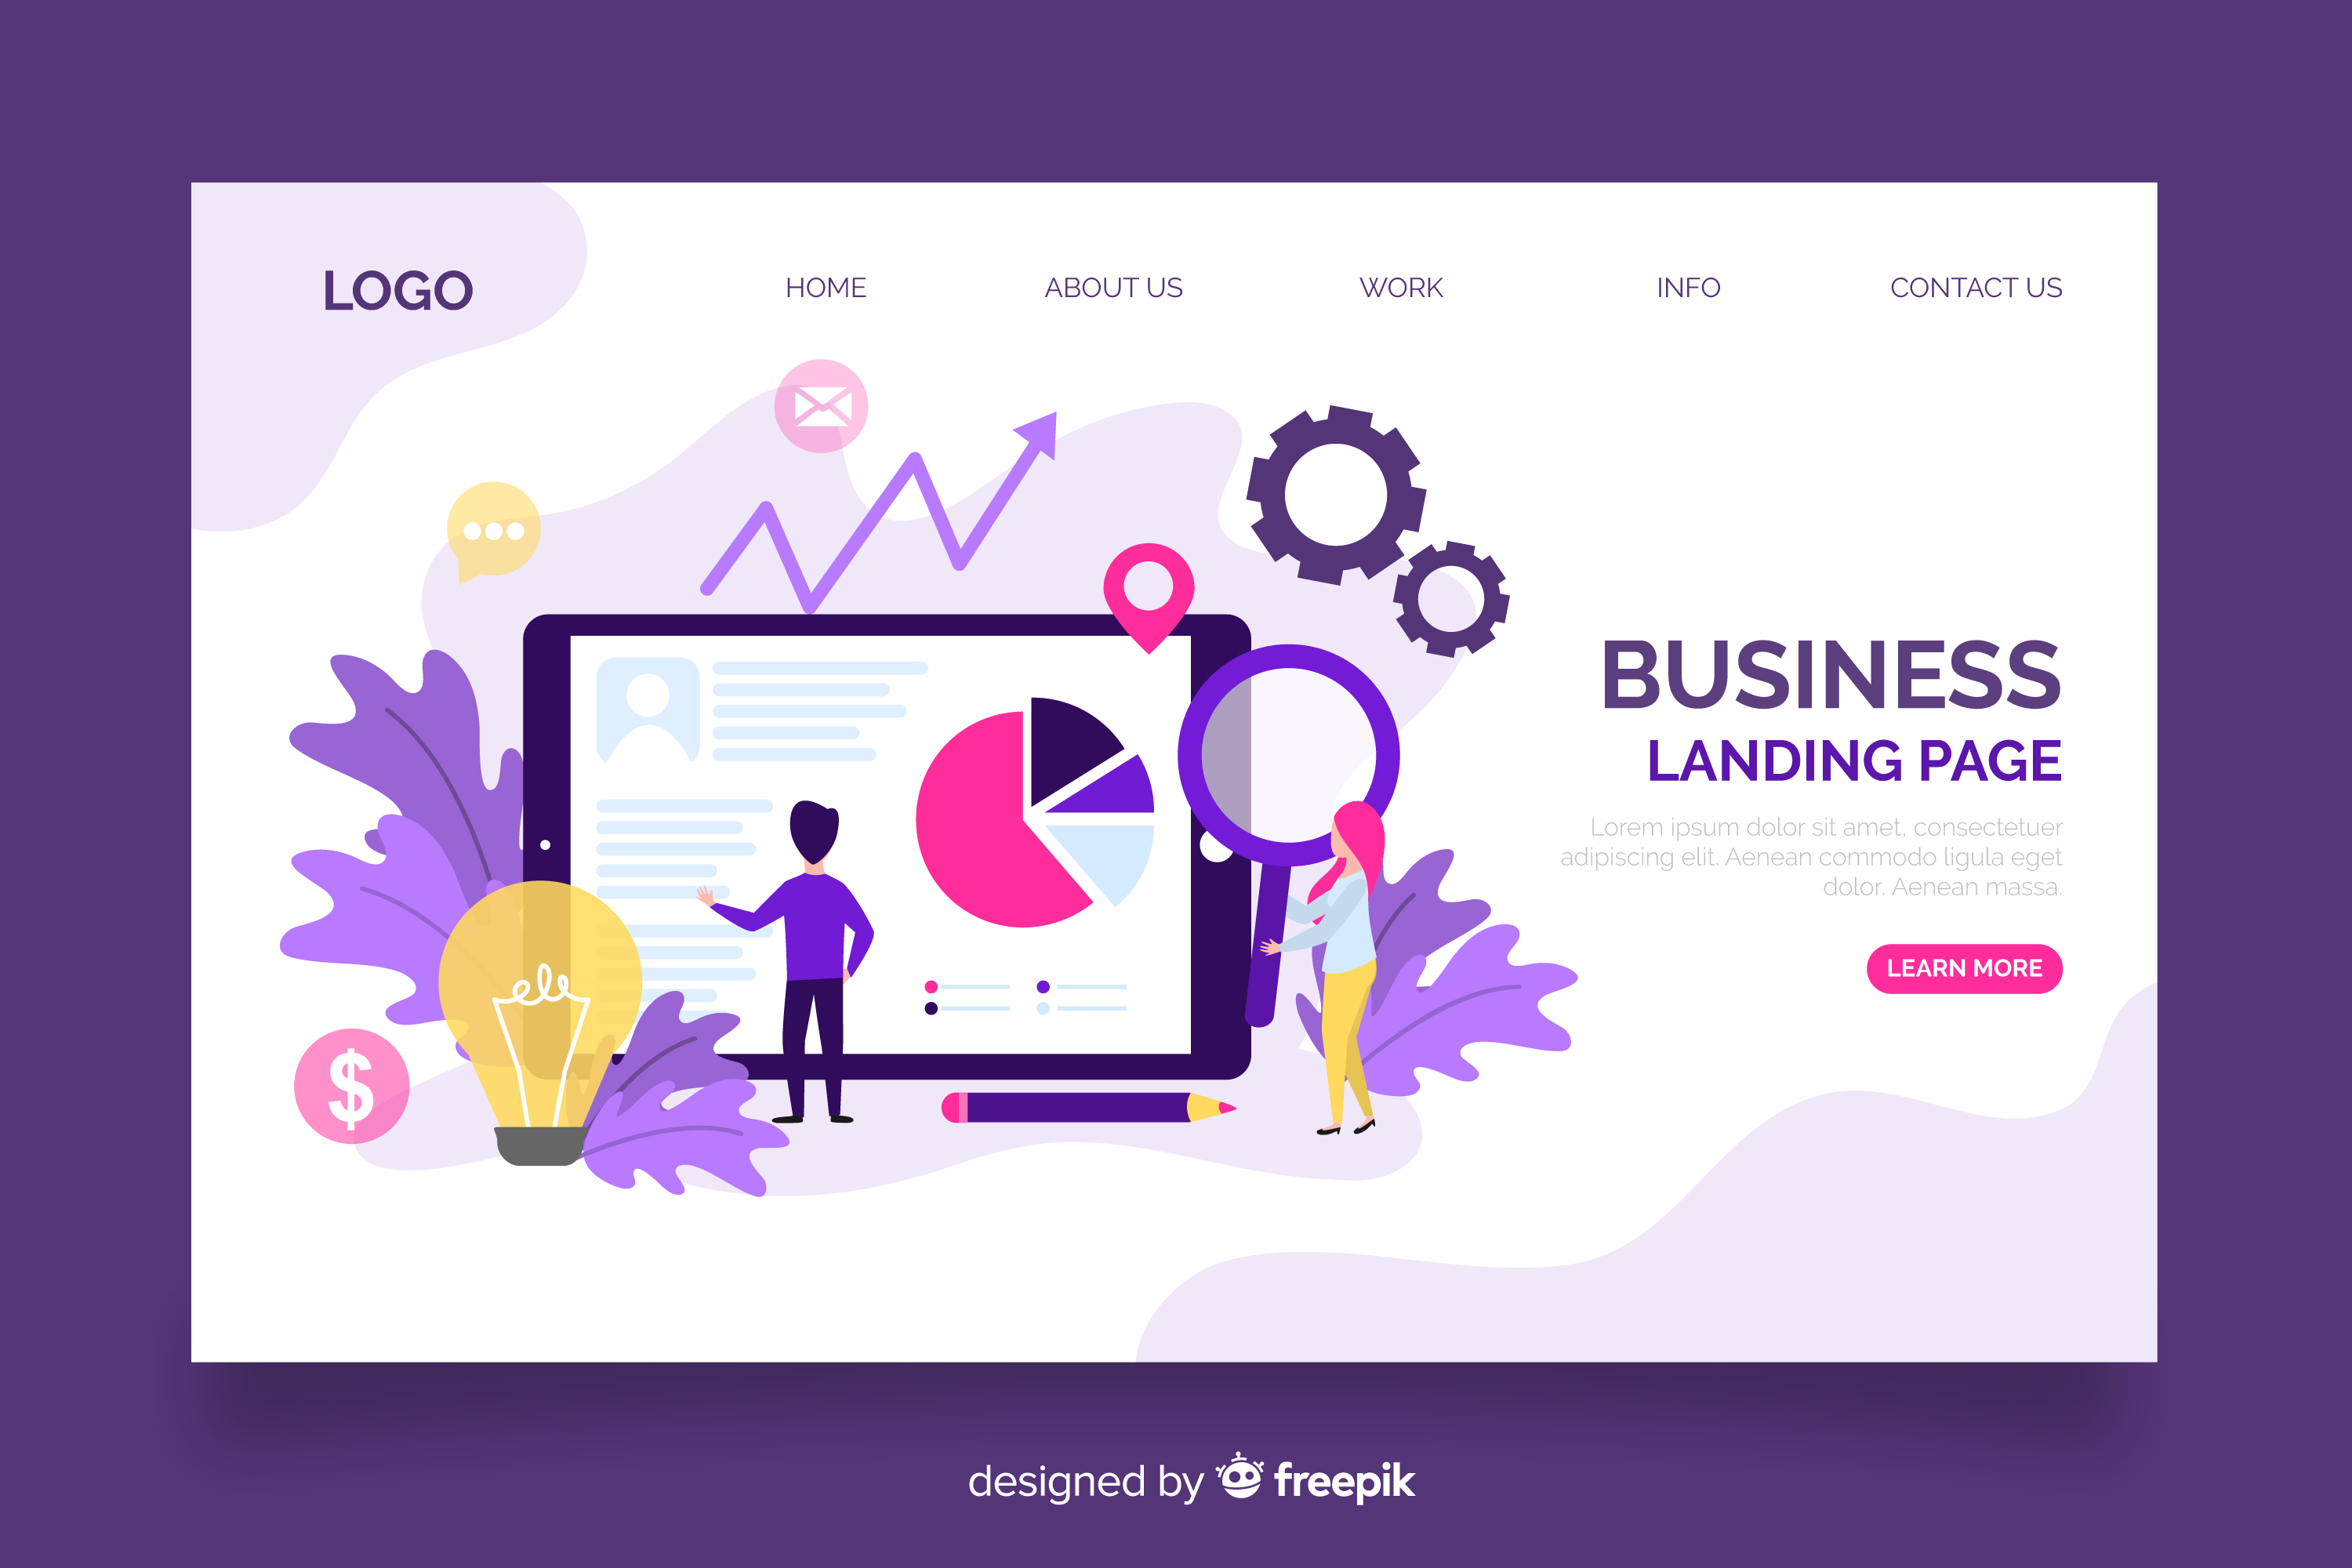 LOGO
HOME
ABOUT US
WORK
INFO
CONTACT US
BUSINESS
LANDING PAGE
Lorem ipsum dolor sit amet, consectetuer
adipiscing elit. Aenean commodo ligula eget
dolor. Aenean massa.
LEARN MORE
$
designed by freepik